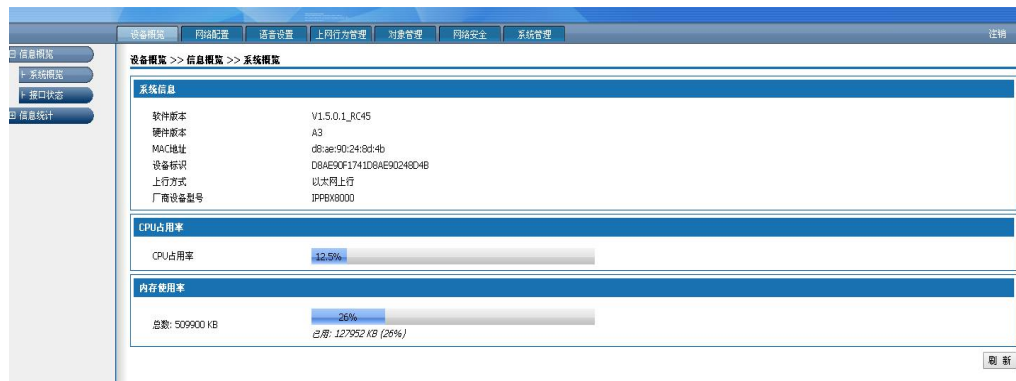 设备概览 网络配置 语音设置 上网行为管理 对象管理 网络安全 系统管理 注销
信息概览
系统概览
接口状态
信息统计
设备概览 >> 信息概览 >> 系统概览
系统信息
软件版本 V1.5.0.1_RC45
硬件版本 A3
MAC地址 d8:ae:90:24:8d:4b
设备标识 D8AE90F1741D8AE90248D4B
上行方式 以太网上行
厂商设备型号 IPPBX8000
CPU占用率
CPU占用率 12.5%
内存使用率
总数: 509900 KB 26%
已用: 127952 KB (26%)
刷 新